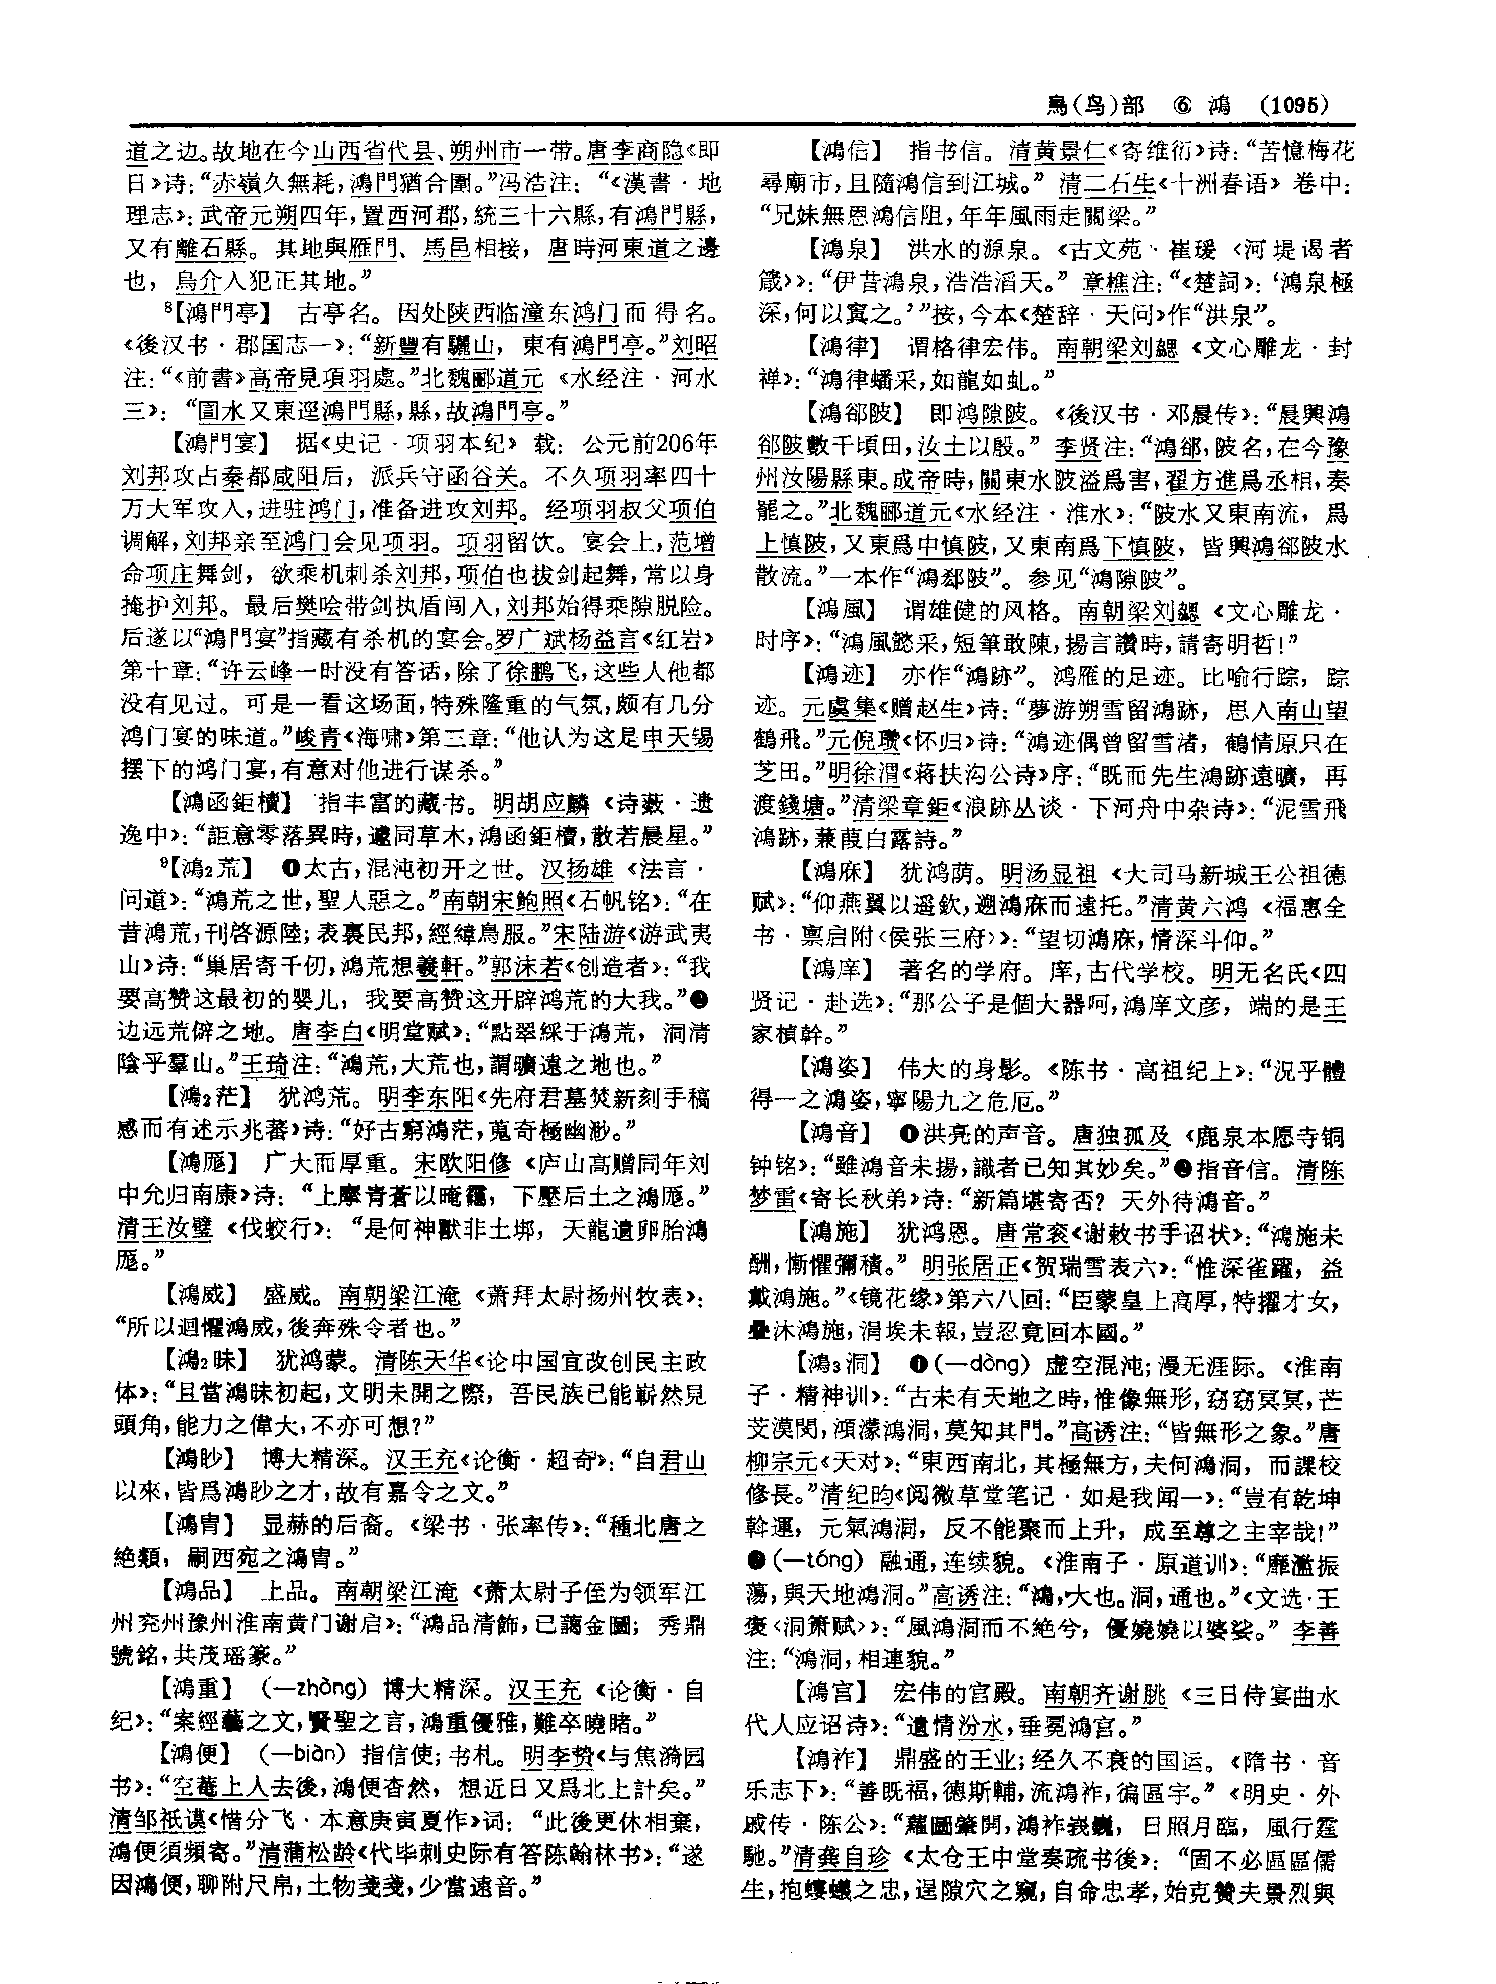 鳥(鸟)部　⑥　鴻　(1095)
道之边。故地在今山西省代县、朔州市一带。唐李商隐《即
日》诗：“赤嶺久無耗，鴻門猶合圍。”冯浩注：“《漢書·地
理志》：武帝元朔四年，置西河郡，統三十六縣，有鴻門縣，
又有離石縣。其地與雁門、馬邑相接，唐時河東道之邊
也，烏介入犯正其地。”
⁸【鴻門亭】　古亭名。因处陕西临潼东鸿门而得名。
《後汉书·郡国志一》：“新豐有驪山，東有鴻門亭。”刘昭
注：“《前書》高帝見項羽處。”北魏酈道元《水经注·河水
三》：“圁水又東逕鴻門縣，縣，故鴻門亭。”
【鴻門宴】　据《史记·项羽本纪》载：公元前206年
刘邦攻占秦都咸阳后，派兵守函谷关。不久项羽率四十
万大军攻入，进驻鸿门，准备进攻刘邦。经项羽叔父项伯
调解，刘邦亲至鸿门会见项羽。项羽留饮。宴会上，范增
命项庄舞剑，欲乘机刺杀刘邦，项伯也拔剑起舞，常以身
掩护刘邦。最后樊哙带剑执盾闯入，刘邦始得乘隙脱险。
后遂以“鴻門宴”指藏有杀机的宴会。罗广斌杨益言《红岩》
第十章：“许云峰一时没有答话，除了徐鹏飞，这些人他都
没有见过。可是一看这场面，特殊隆重的气氛，颇有几分
鸿门宴的味道。”峻青《海啸》第三章：“他认为这是申天锡
摆下的鸿门宴，有意对他进行谋杀。”
【鴻函鉅櫝】　指丰富的藏书。明胡应麟《诗薮·遗
逸中》：“詎意零落異時，遽同草木，鴻函鉅櫝，散若晨星。”
⁹【鴻₂荒】　❶太古，混沌初开之世。汉扬雄《法言·
问道》：“鴻荒之世，聖人惡之。”南朝宋鲍照《石帆铭》：“在
昔鴻荒，刊啓源陸；表裏民邦，經緯鳥服。”宋陆游《游武夷
山》诗：“巢居寄千仞，鴻荒想羲軒。”郭沫若《创造者》：“我
要高赞这最初的婴儿，我要高赞这开辟鸿荒的大我。”❷
边远荒僻之地。唐李白《明堂赋》：“點翠綵于鴻荒，洞清
陰乎羣山。”王琦注：“鴻荒，大荒也，謂曠遠之地也。”
【鴻₂茫】　犹鸿荒。明李东阳《先府君墓焚新刻手稿
感而有述示兆蕃》诗：“好古窮鴻茫，蒐奇極幽渺。”
【鴻厖】　广大而厚重。宋欧阳修《庐山高赠同年刘
中允归南康》诗：“上摩青蒼以晻靄，下壓后土之鴻厖。”
清王汝璧《伐蛟行》：“是何神獸非土䍧，天龍遺卵胎鴻
厖。”
【鴻威】　盛威。南朝梁江淹《萧拜太尉扬州牧表》：
“所以迴懼鴻威，後奔殊令者也。”
【鴻₂昧】　犹鸿蒙。清陈天华《论中国宜改创民主政
体》：“且當鴻昧初起，文明未開之際，吾民族已能嶄然見
頭角，能力之偉大，不亦可想？”
【鴻眇】　博大精深。汉王充《论衡·超奇》：“自君山
以來，皆爲鴻眇之才，故有嘉令之文。”
【鴻胄】　显赫的后裔。《梁书·张率传》：“種北唐之
絶類，嗣西宛之鴻胄。”
【鴻品】　上品。南朝梁江淹《萧太尉子侄为领军江
州兖州豫州淮南黄门谢启》：“鴻品清飾，已藹金圖；秀鼎
號銘，共茂瑶篆。”
【鴻重】　(—zhòng)　博大精深。汉王充《论衡·自
纪》：“案經藝之文，賢聖之言，鴻重優雅，難卒曉睹。”
【鴻便】　(—biàn)　指信使；书札。明李贽《与焦漪园
书》：“空菴上人去後，鴻便杳然，想近日又爲北上計矣。”
清邹祗谟《惜分飞·本意庚寅夏作》词：“此後更休相棄，
鴻便須頻寄。”清蒲松龄《代毕刺史际有答陈翰林书》：“遂
因鴻便，聊附尺帛，土物戔戔，少當遠音。”
【鴻信】　指书信。清黄景仁《寄维衍》诗：“苦憶梅花
尋廟市，且隨鴻信到江城。”清二石生《十洲春语》卷中：
“兄妹無恩鴻信阻，年年風雨走關梁。”
【鴻泉】　洪水的源泉。《古文苑·崔瑗〈河堤谒者
箴〉》：“伊昔鴻泉，浩浩滔天。”章樵注：“《楚詞》：‘鴻泉極
深，何以窴之。’”按，今本《楚辞·天问》作“洪泉”。
【鴻律】　谓格律宏伟。南朝梁刘勰《文心雕龙·封
禅》：“鴻律蟠采，如龍如虬。”
【鴻郤陂】　即鸿隙陂。《後汉书·邓晨传》：“晨興鴻
郤陂數千頃田，汝土以殷。”李贤注：“鴻郤，陂名，在今豫
州汝陽縣東。成帝時，關東水陂溢爲害，翟方進爲丞相，奏
罷之。”北魏酈道元《水经注·淮水》：“陂水又東南流，爲
上慎陂，又東爲中慎陂，又東南爲下慎陂，皆與鴻郤陂水
散流。”一本作“鴻郄陂”。参见“鴻隙陂”。
【鴻風】　谓雄健的风格。南朝梁刘勰《文心雕龙·
时序》：“鴻風懿采，短筆敢陳，揚言讚時，請寄明哲！”
【鴻迹】　亦作“鴻跡”。鸿雁的足迹。比喻行踪，踪
迹。元虞集《赠赵生》诗：“夢游朔雪留鴻跡，思入南山望
鶴飛。”元倪瓒《怀归》诗：“鴻迹偶曾留雪渚，鶴情原只在
芝田。”明徐渭《蒋扶沟公诗》序：“既而先生鴻跡遠曠，再
渡錢塘。”清梁章鉅《浪跡丛谈·下河舟中杂诗》：“泥雪飛
鴻跡，蒹葭白露詩。”
【鴻庥】　犹鸿荫。明汤显祖《大司马新城王公祖德
赋》：“仰燕翼以遥欽，遡鴻庥而遠托。”清黄六鸿《福惠全
书·禀启附〈侯张三府〉》：“望切鴻庥，情深斗仰。”
【鴻庠】　著名的学府。庠，古代学校。明无名氏《四
贤记·赴选》：“那公子是個大器呵，鴻庠文彦，端的是王
家楨幹。”
【鴻姿】　伟大的身影。《陈书·高祖纪上》：“況乎體
得一之鴻姿，寧陽九之危厄。”
【鴻音】　❶洪亮的声音。唐独孤及《鹿泉本愿寺铜
钟铭》：“雖鴻音未揚，識者已知其妙矣。”❷指音信。清陈
梦雷《寄长秋弟》诗：“新篇堪寄否？天外待鴻音。”
【鴻施】　犹鸿恩。唐常衮《谢敕书手诏状》：“鴻施未
酬，慚懼彌積。”明张居正《贺瑞雪表六》：“惟深雀躍，益
戴鴻施。”《镜花缘》第六八回：“臣蒙皇上高厚，特擢才女，
疊沐鴻施，涓埃未報，豈忍竟回本國。”
【鴻₃洞】　❶(—dòng)　虚空混沌；漫无涯际。《淮南
子·精神训》：“古未有天地之時，惟像無形，窈窈冥冥，芒
芠漠閔，澒濛鴻洞，莫知其門。”高诱注：“皆無形之象。”唐
柳宗元《天对》：“東西南北，其極無方，夫何鴻洞，而課校
修長。”清纪昀《阅微草堂笔记·如是我闻一》：“豈有乾坤
斡運，元氣鴻洞，反不能聚而上升，成至尊之主宰哉！”
❷(—tóng)　融通，连续貌。《淮南子·原道训》：“靡濫振
蕩，與天地鴻洞。”高诱注：“鴻，大也。洞，通也。”《文选·王
褒〈洞箫赋〉》：“風鴻洞而不絶兮，優嬈嬈以婆娑。”李善
注：“鴻洞，相連貌。”
【鴻宫】　宏伟的宫殿。南朝齐谢朓《三日侍宴曲水
代人应诏诗》：“遺情汾水，垂冕鴻宫。”
【鴻祚】　鼎盛的王业；经久不衰的国运。《隋书·音
乐志下》：“善既福，德斯輔，流鴻祚，徧區宇。”《明史·外
戚传·陈公》：“蘿圖肇開，鴻祚峩巍，日照月臨，風行霆
馳。”清龚自珍《太仓王中堂奏疏书後》：“固不必區區儒
生，抱螻蟻之忠，逞隙穴之窺，自命忠孝，始克贊夫景烈與